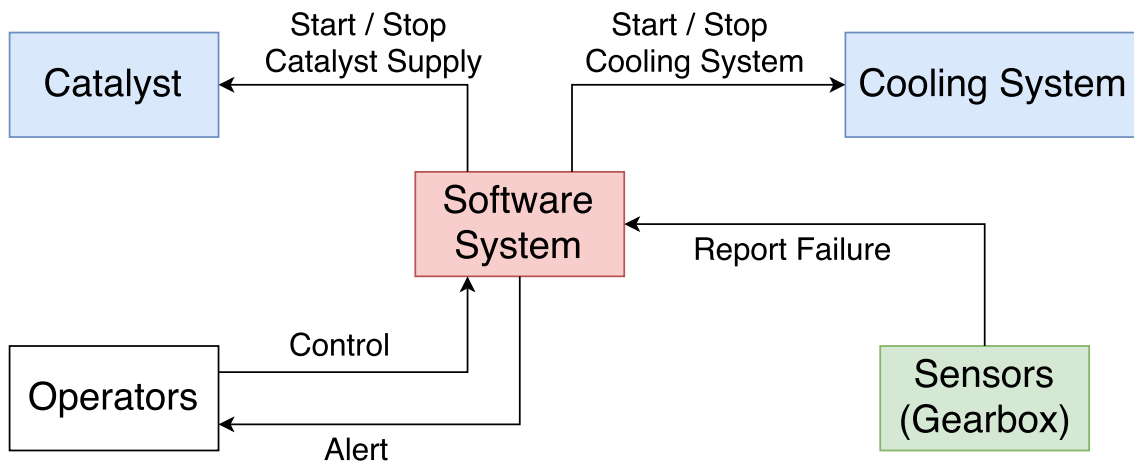 Start / Stop
Catalyst Supply
Start / Stop
Cooling System
Catalyst
Cooling System
Software
System
Report Failure
Control
Operators
Alert
Sensors
(Gearbox)